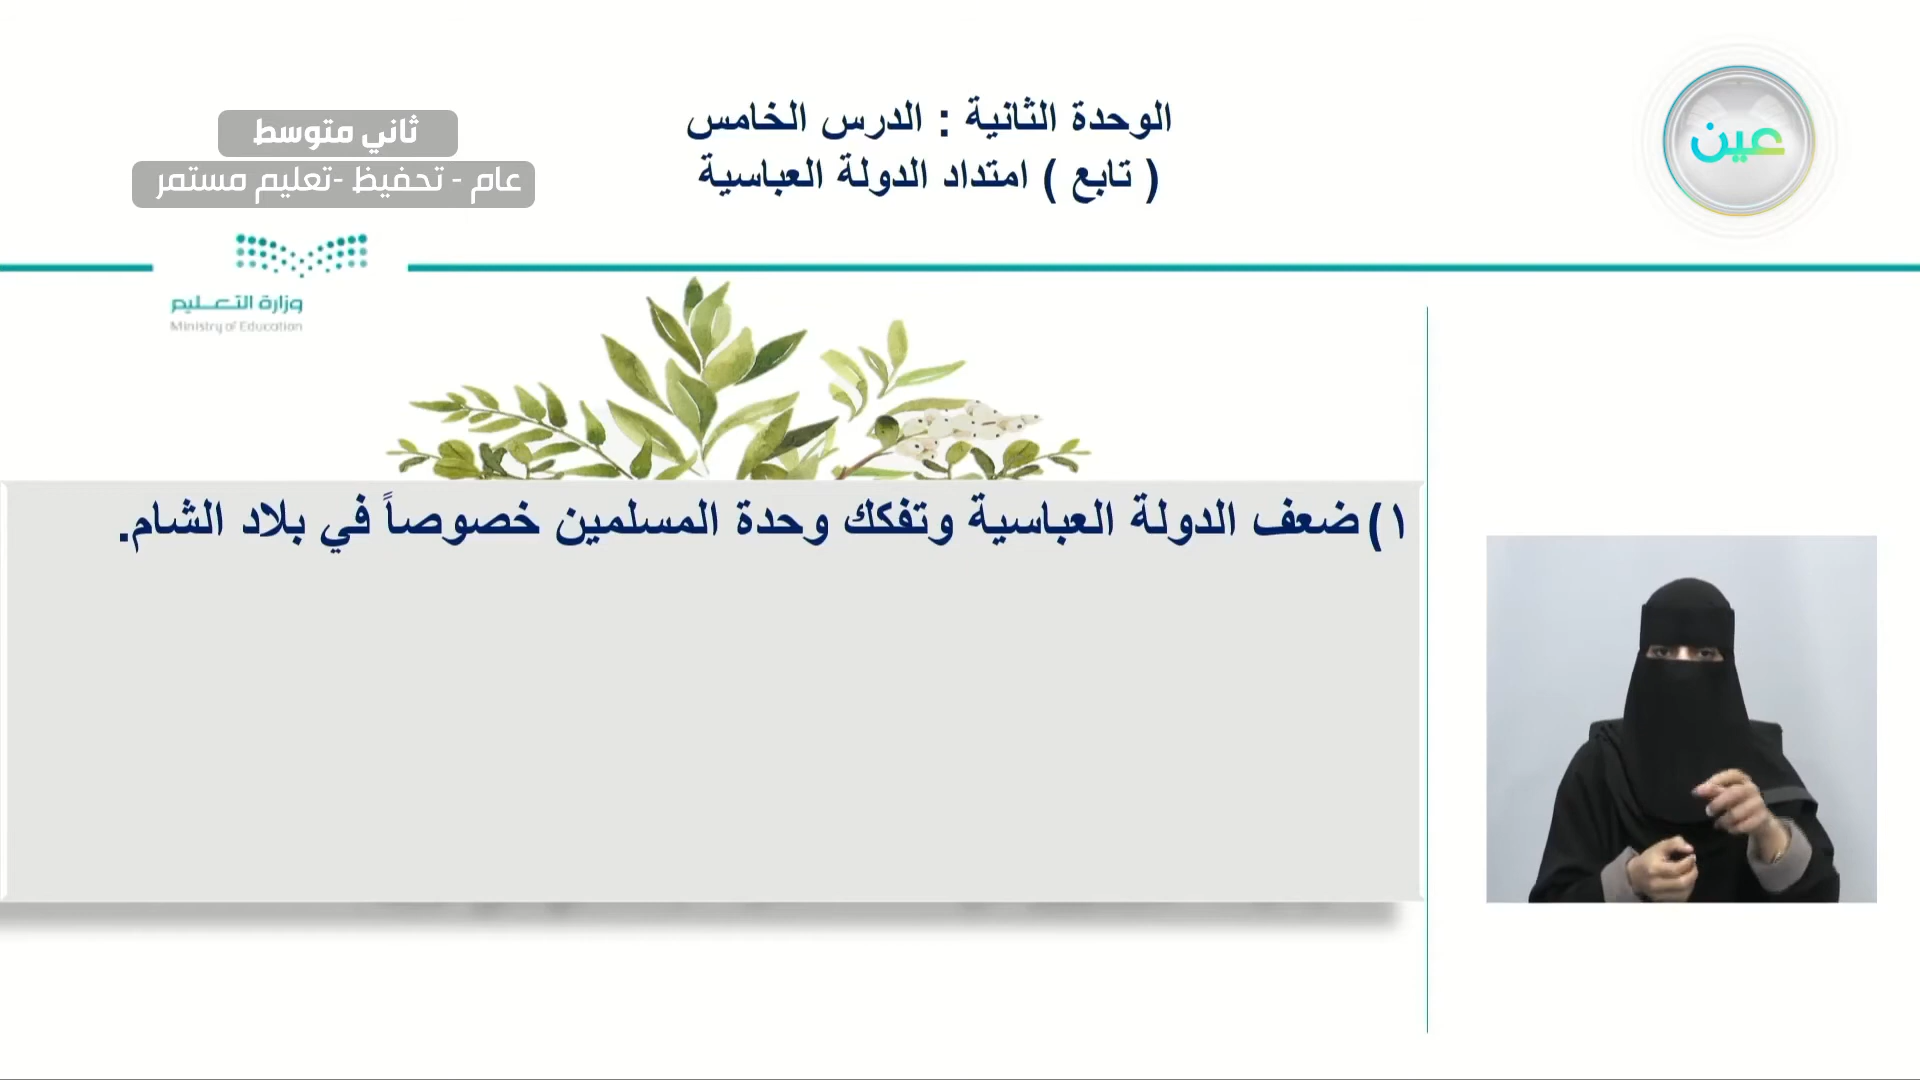 الوحدة الثانية : الدرس الخامس
( تابع ) امتداد الدولة العباسية
عين
ثاني متوسط
عام - تحفيظ -تعليم مستمر
وزارة التعليم
Ministry of Education
١) ضعف الدولة العباسية وتفكك وحدة المسلمين خصوصاً في بلاد الشام.